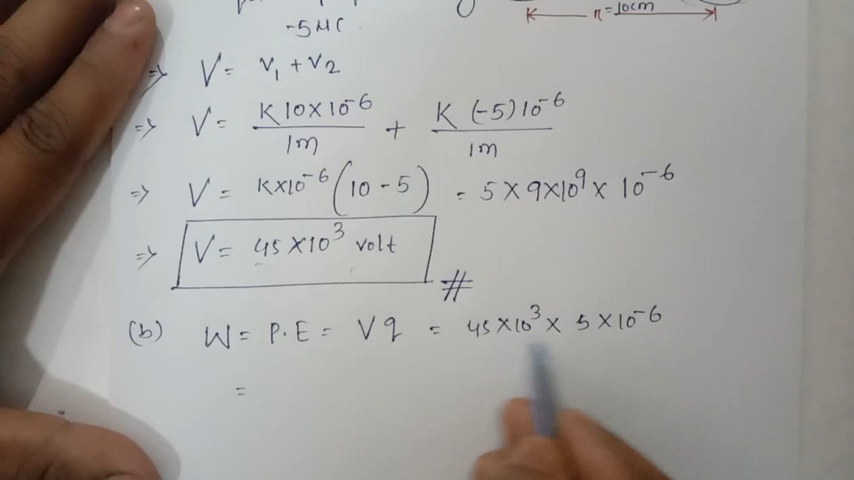 r=10cm
-5μC
=> V = V₁ + V₂
=> V = K10×10⁻⁶/1m + K(-5)10⁻⁶/1m
=> V = K×10⁻⁶(10-5) = 5×9×10⁹×10⁻⁶
=> V = 45×10³ volt #
(b) W = P.E = Vq = 45×10³ × 5×10⁻⁶
=